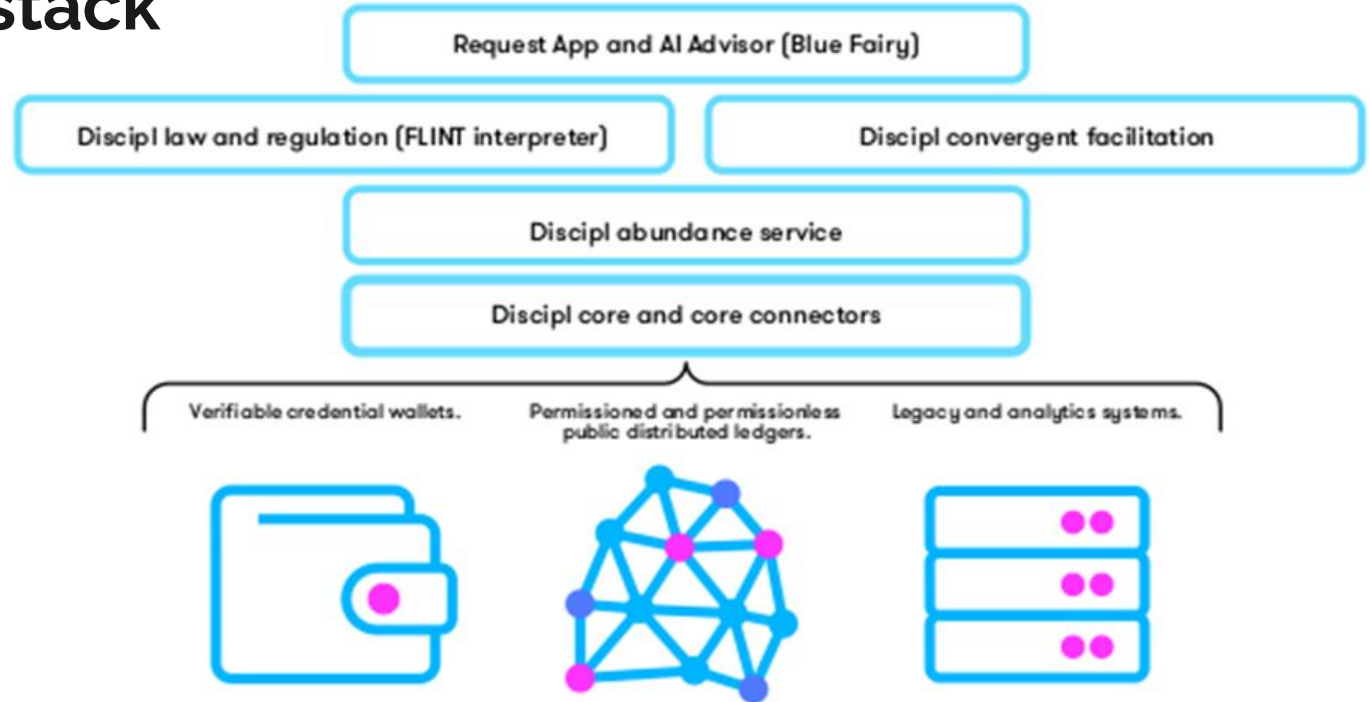 stack
Request App and AI Advisor (Blue Fairy)
Discipl law and regulation (FLINT interpreter)
Discipl convergent facilitation
Discipl abundance service
Discipl core and core connectors
Verifiable credential wallets.
Permissioned and permissionless
public distributed ledgers.
Legacy and analytics systems.